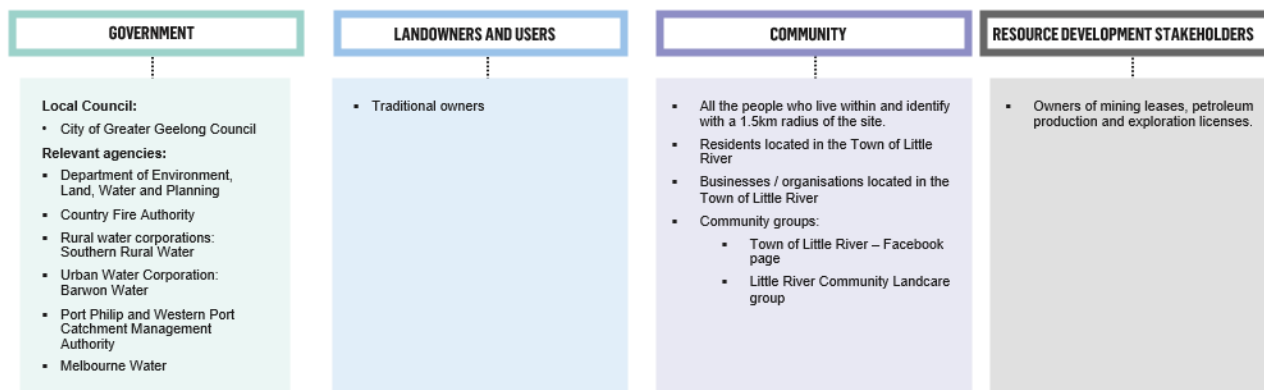 GOVERNMENT
Local Council:
• City of Greater Geelong Council
Relevant agencies:
▪ Department of Environment,
Land, Water and Planning
▪ Country Fire Authority
▪ Rural water corporations:
Southern Rural Water
▪ Urban Water Corporation:
Barwon Water
▪ Port Philip and Western Port
Catchment Management
Authority
▪ Melbourne Water
LANDOWNERS AND USERS
▪ Traditional owners
COMMUNITY
▪ All the people who live within and identify
with a 1.5km radius of the site.
▪ Residents located in the Town of Little
River
▪ Businesses / organisations located in the
Town of Little River
▪ Community groups:
▪ Town of Little River – Facebook
page
▪ Little River Community Landcare
group
RESOURCE DEVELOPMENT STAKEHOLDERS
▪ Owners of mining leases, petroleum
production and exploration licenses.